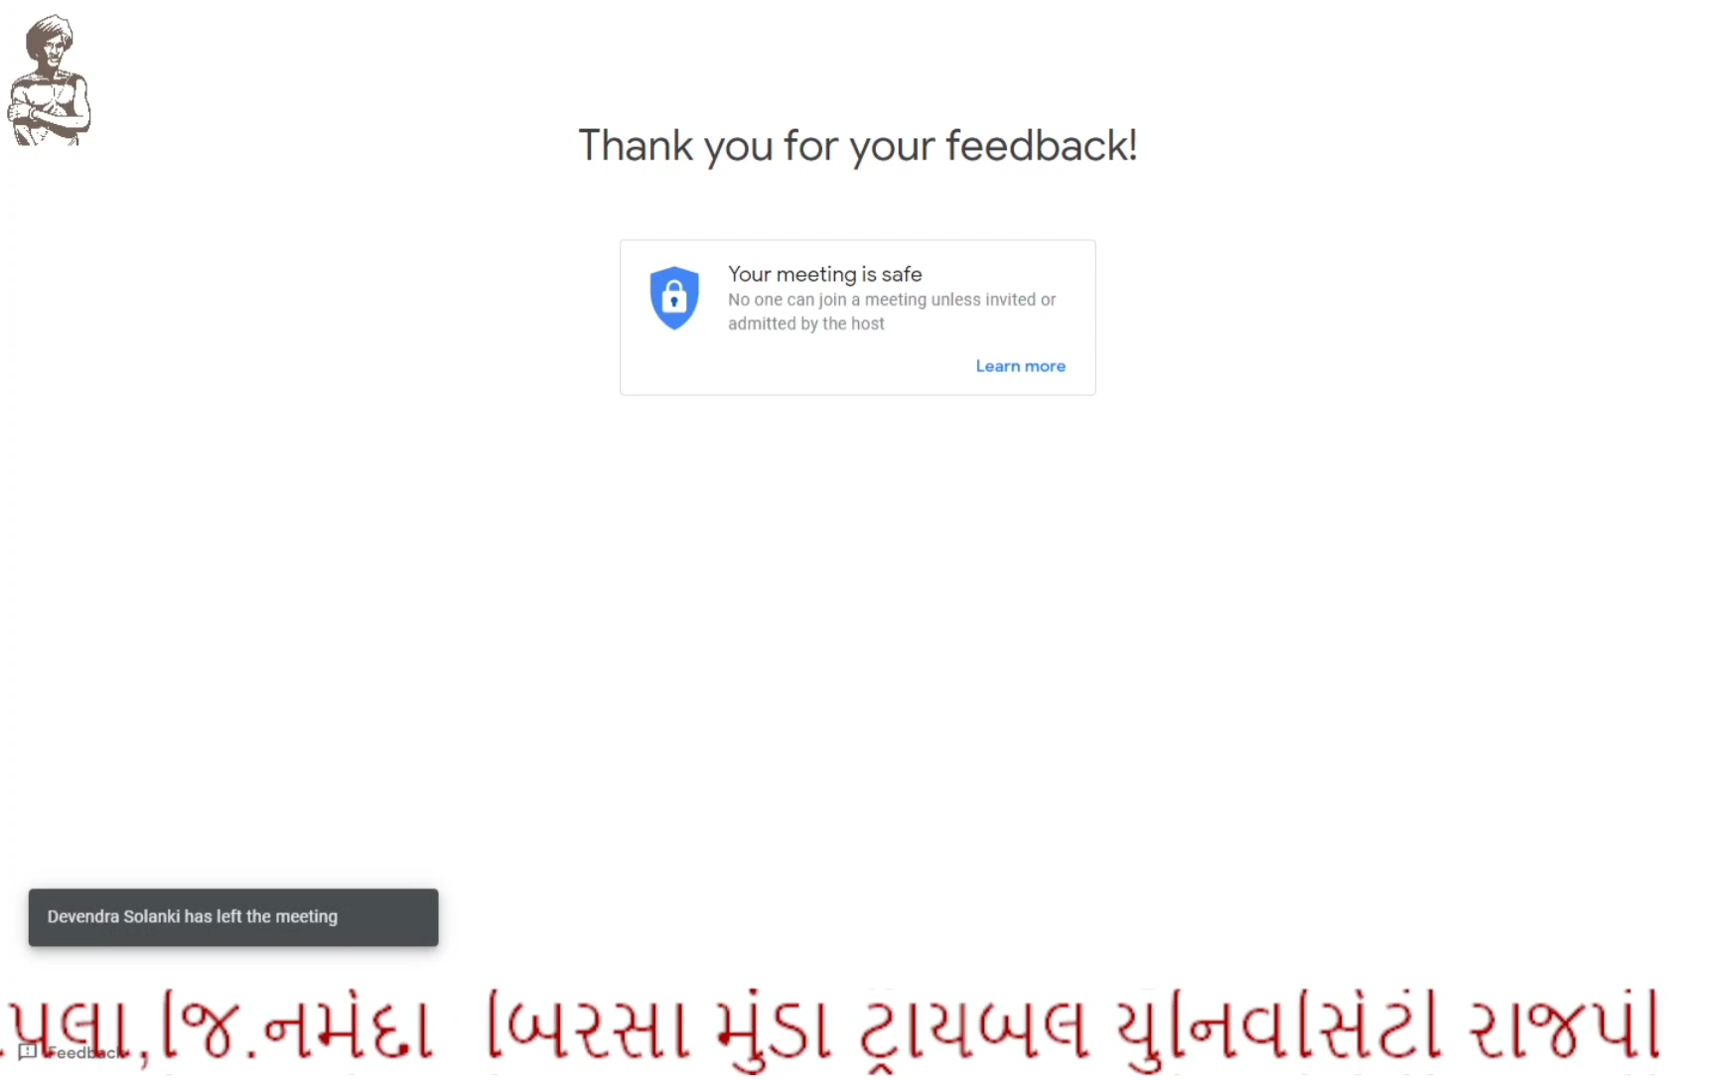 Thank you for your feedback!
Your meeting is safe
No one can join a meeting unless invited or
admitted by the host
Learn more
Devendra Solanki has left the meeting
પલા,જિ.નર્મદા બિરસા મુંડા ટ્રાયબલ યુનિવર્સિટી રાજપી
Feedback